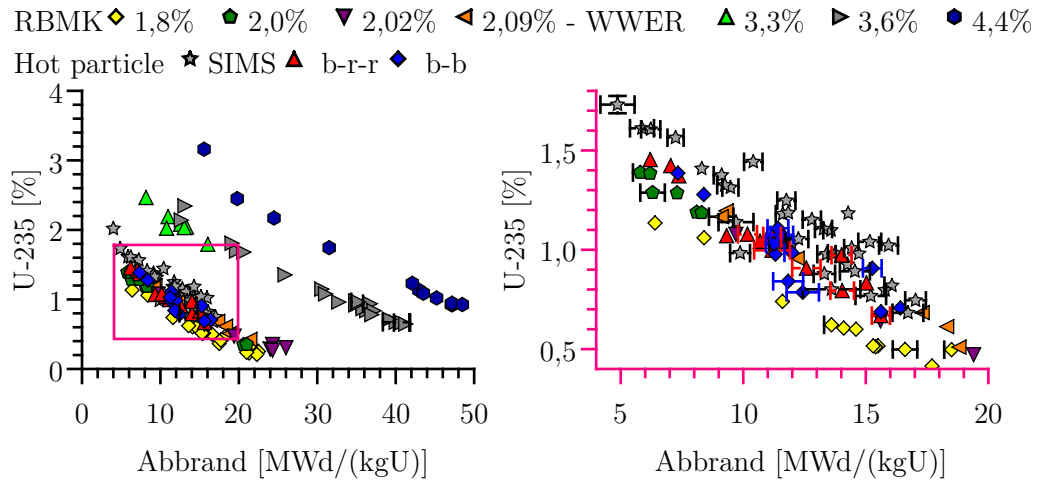 RBMK 1,8% 2,0% 2,02% 2,09% - WWER 3,3% 3,6% 4,4%
Hot particle SIMS b-r-r b-b
4
3
2
1
0
U-235 [%]
0 10 20 30 40 50
Abbrand [MWd/(kgU)]
1,5
1,0
0,5
U-235 [%]
5 10 15 20
Abbrand [MWd/(kgU)]